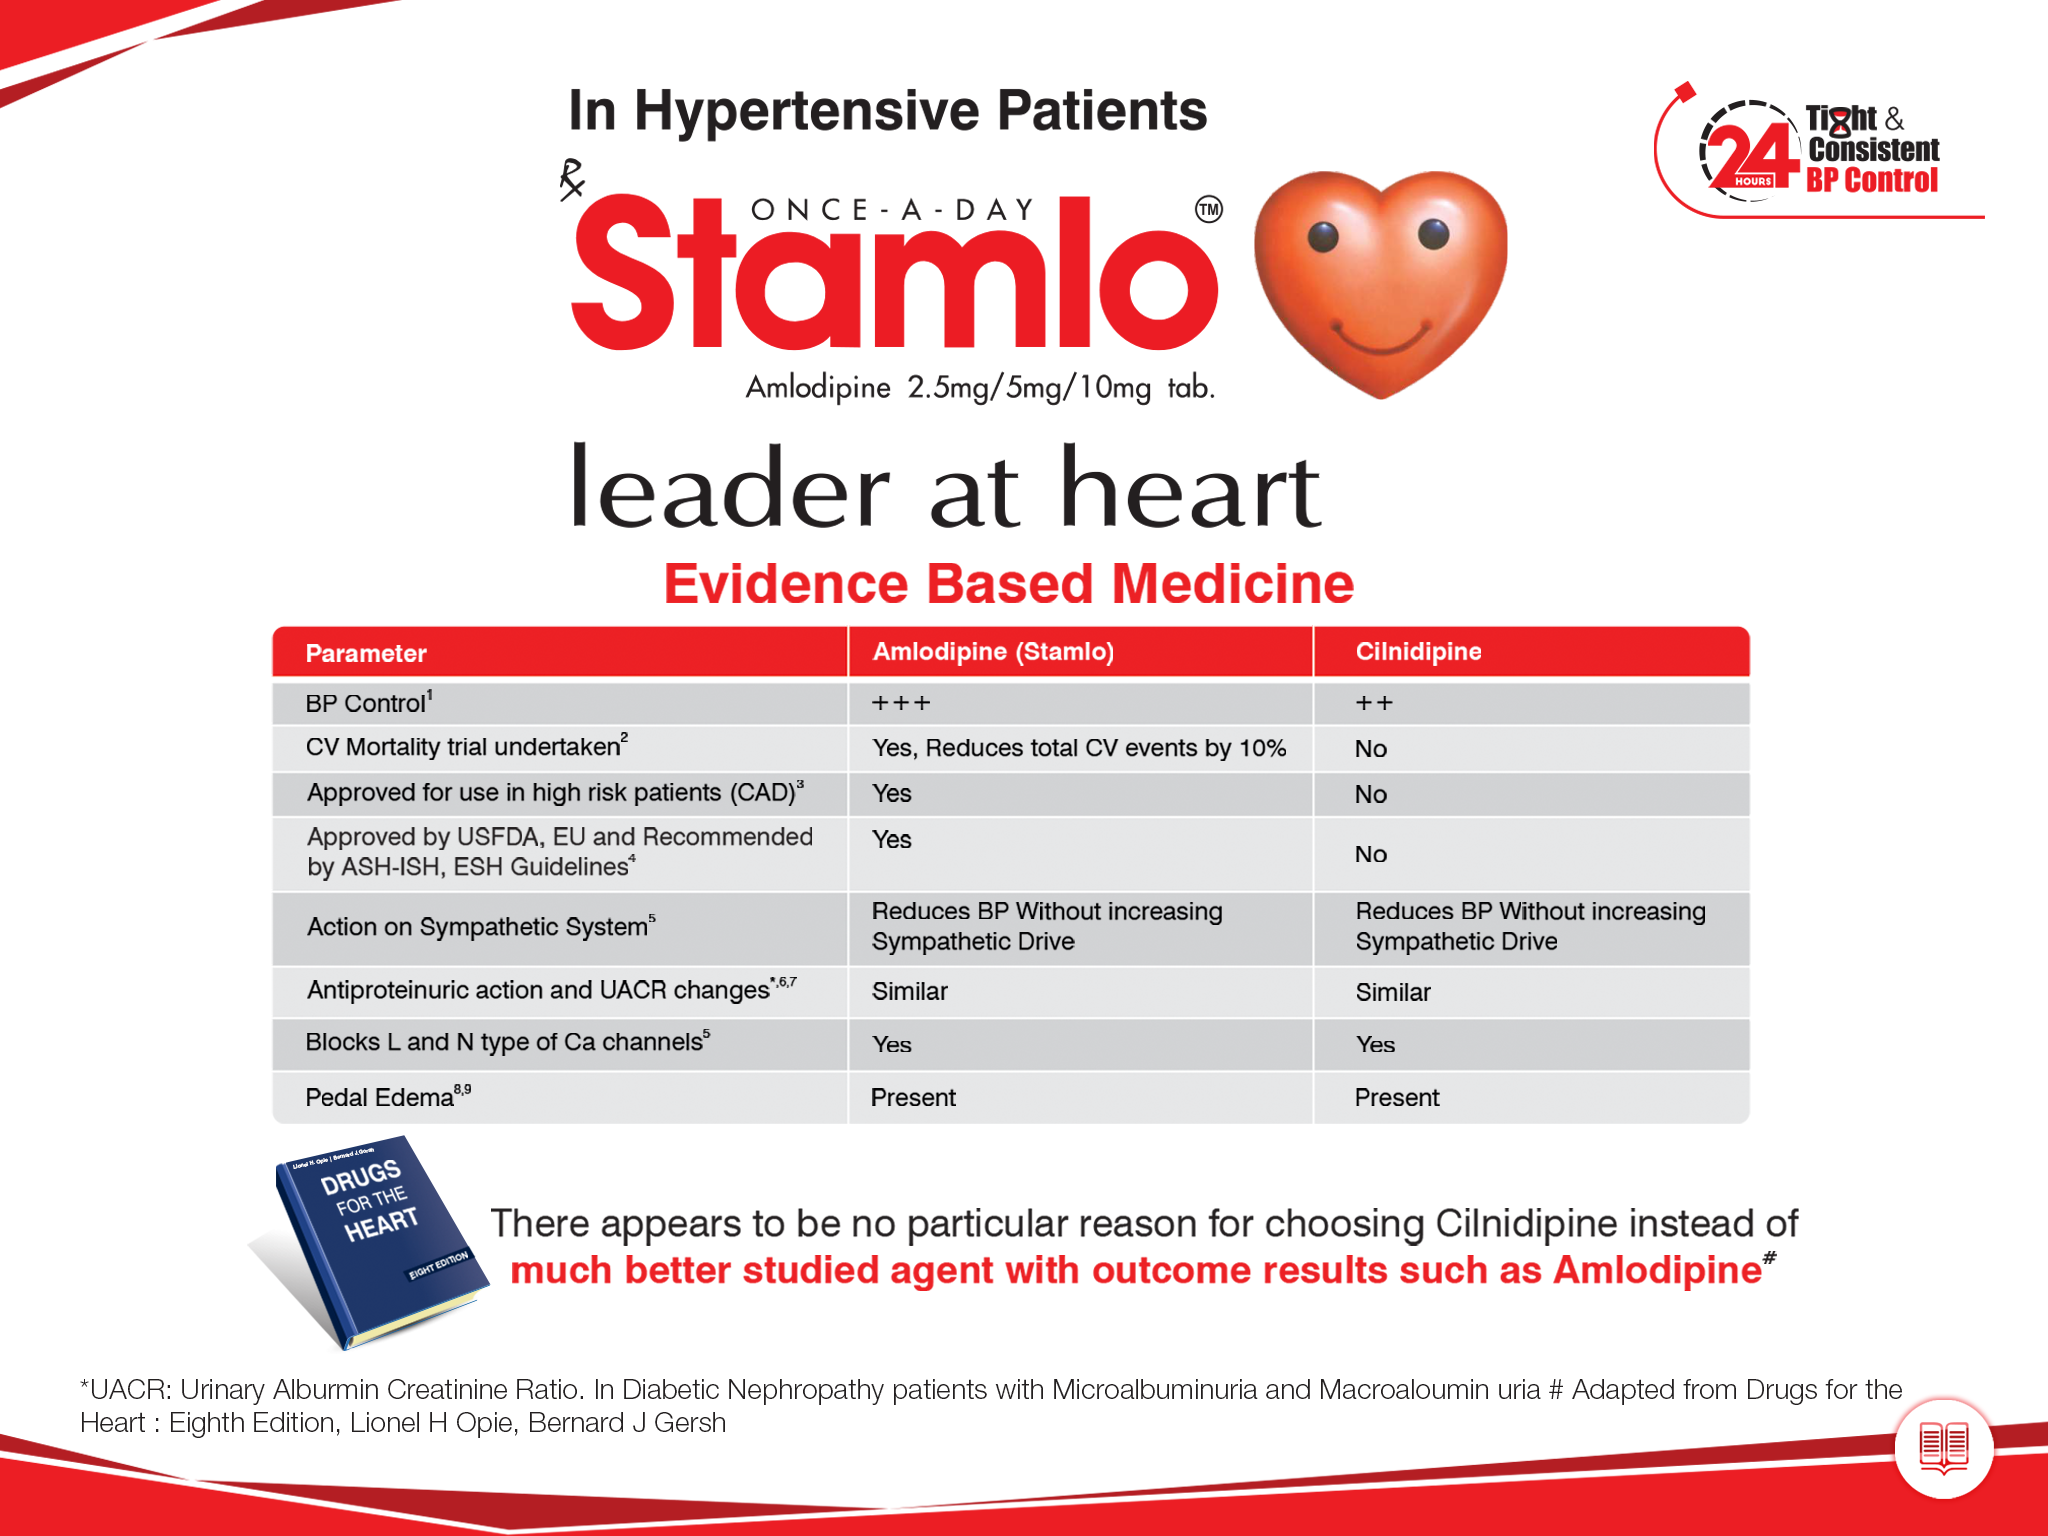 In Hypertensive Patients
24 HOURS Tight & Consistent BP Control
℞
ONCE-A-DAY
Stamlo™
Amlodipine 2.5mg/5mg/10mg tab.
leader at heart
Evidence Based Medicine
Parameter Amlodipine (Stamlo) Cilnidipine
BP Control1 +++ ++
CV Mortality trial undertaken2 Yes, Reduces total CV events by 10% No
Approved for use in high risk patients (CAD)3 Yes No
Approved by USFDA, EU and Recommended
by ASH-ISH, ESH Guidelines4 Yes No
Action on Sympathetic System5 Reduces BP Without increasing Sympathetic Drive Reduces BP Without increasing Sympathetic Drive
Antiproteinuric action and UACR changes*,6,7 Similar Similar
Blocks L and N type of Ca channels5 Yes Yes
Pedal Edema8,9 Present Present
Lionel H. Opie | Bernard J.Gersh
DRUGS
FOR THE
HEART
EIGHT EDITION
There appears to be no particular reason for choosing Cilnidipine instead of
much better studied agent with outcome results such as Amlodipine#
*UACR: Urinary Alburmin Creatinine Ratio. In Diabetic Nephropathy patients with Microalbuminuria and Macroaloumin uria # Adapted from Drugs for the
Heart : Eighth Edition, Lionel H Opie, Bernard J Gersh